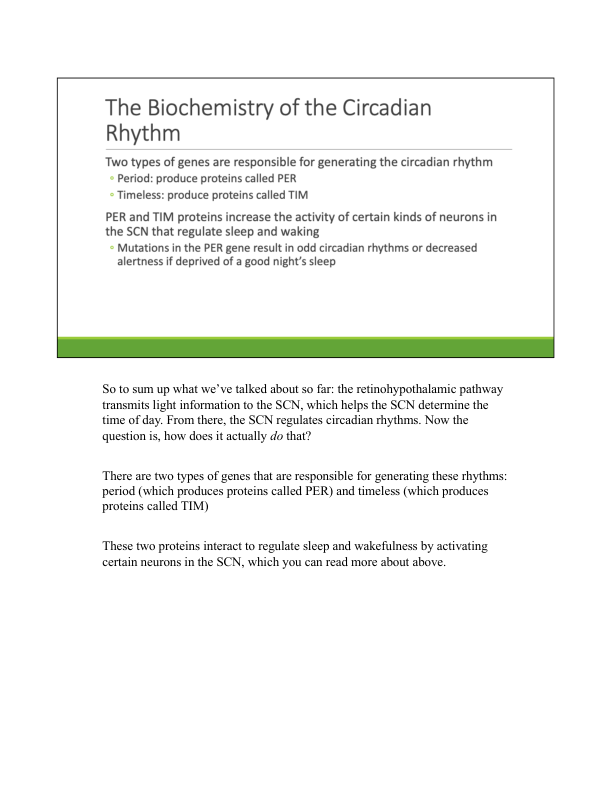 The Biochemistry of the Circadian
Rhythm
Two types of genes are responsible for generating the circadian rhythm
• Period: produce proteins called PER
• Timeless: produce proteins called TIM
PER and TIM proteins increase the activity of certain kinds of neurons in
the SCN that regulate sleep and waking
• Mutations in the PER gene result in odd circadian rhythms or decreased
alertness if deprived of a good night’s sleep
So to sum up what we’ve talked about so far: the retinohypothalamic pathway
transmits light information to the SCN, which helps the SCN determine the
time of day. From there, the SCN regulates circadian rhythms. Now the
question is, how does it actually do that?
There are two types of genes that are responsible for generating these rhythms:
period (which produces proteins called PER) and timeless (which produces
proteins called TIM)
These two proteins interact to regulate sleep and wakefulness by activating
certain neurons in the SCN, which you can read more about above.